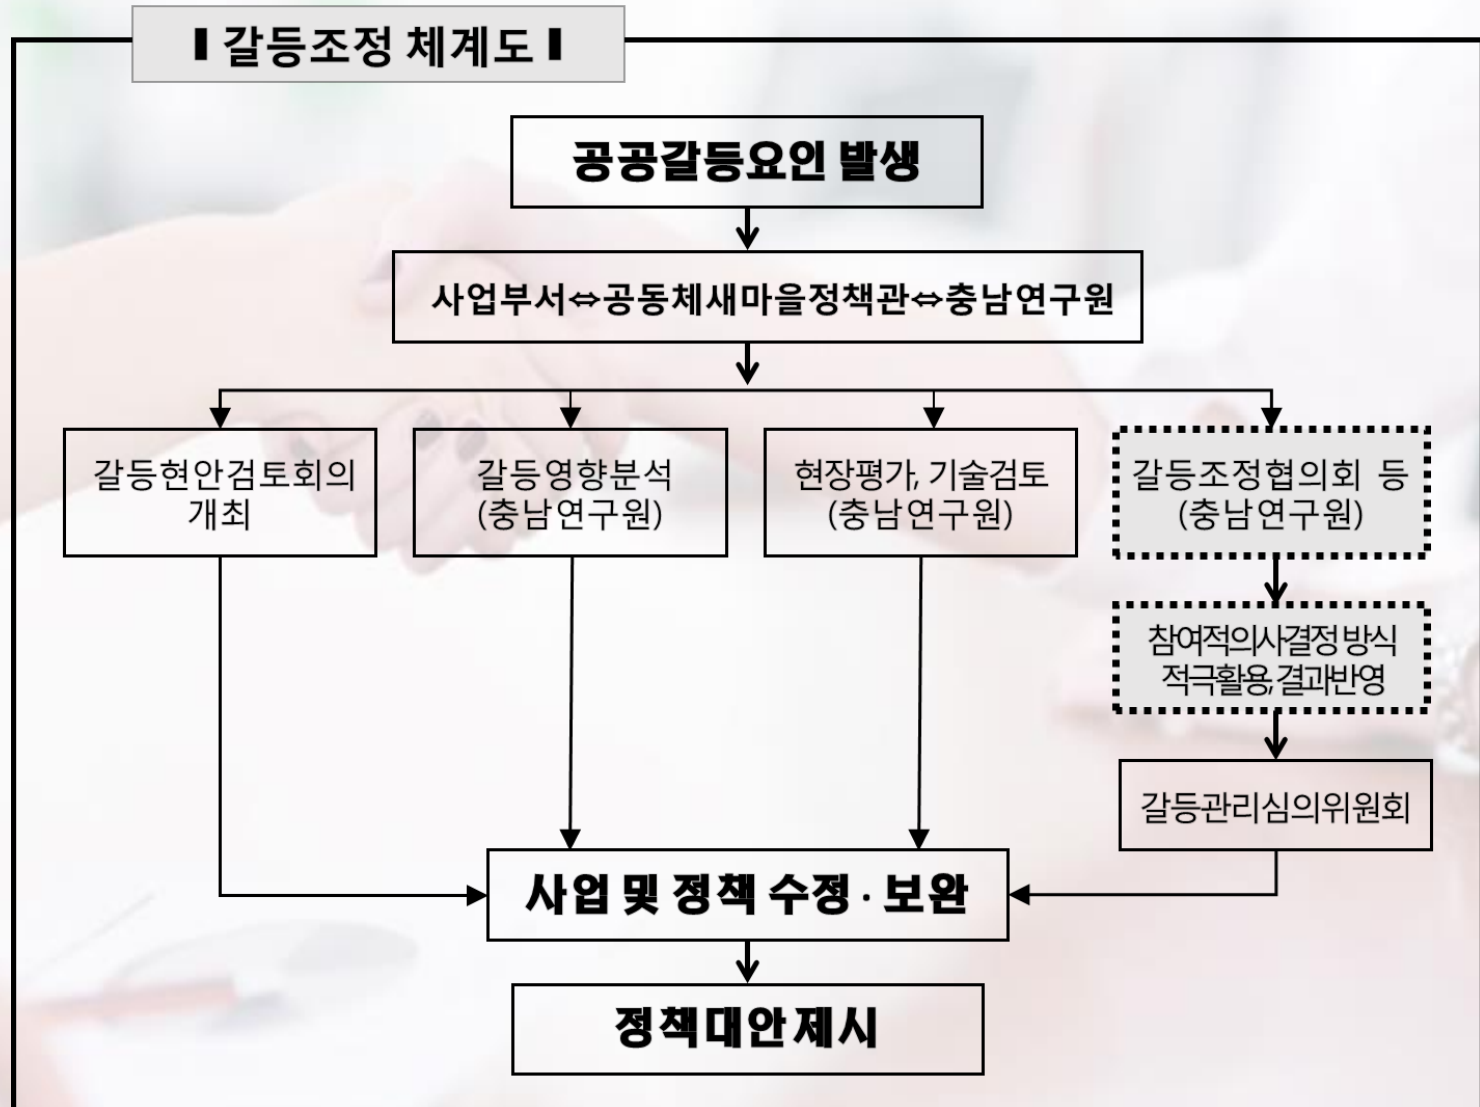 ▮ 갈등조정 체계도 ▮
공공갈등요인 발생
사업부서⇔공동체새마을정책관⇔충남연구원
갈등현안검토회의
개최
갈등영향분석
(충남연구원)
현장평가, 기술검토
(충남연구원)
갈등조정협의회 등
(충남연구원)
참여적의사결정 방식
적극활용, 결과반영
갈등관리심의위원회
사업 및 정책 수정 · 보완
정책대안 제시